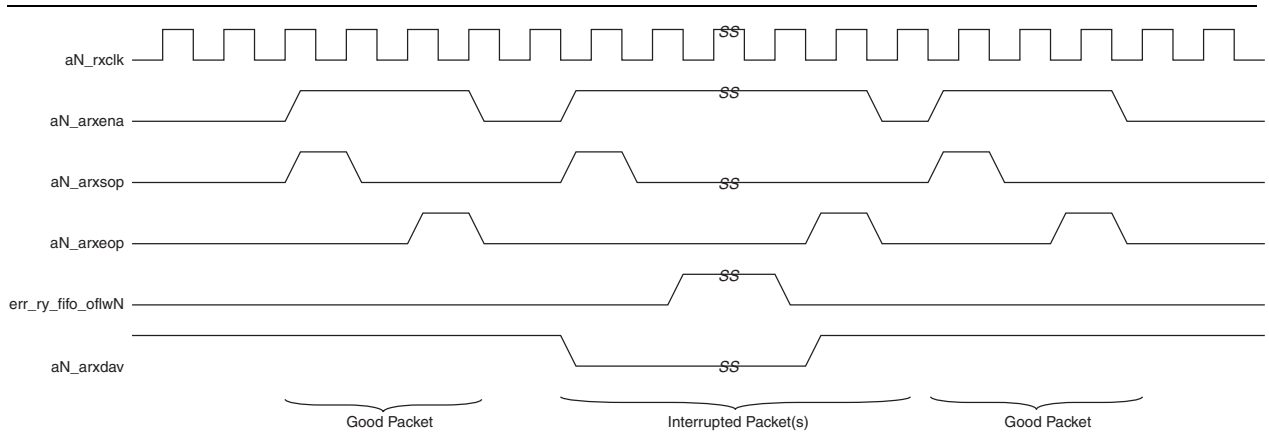 SS
aN_rxclk
SS
aN_arxena
SS
aN_arxsop
aN_arxeop
SS
err_ry_fifo_oflwN
SS
aN_arxdav
Good Packet
Interrupted Packet(s)
Good Packet